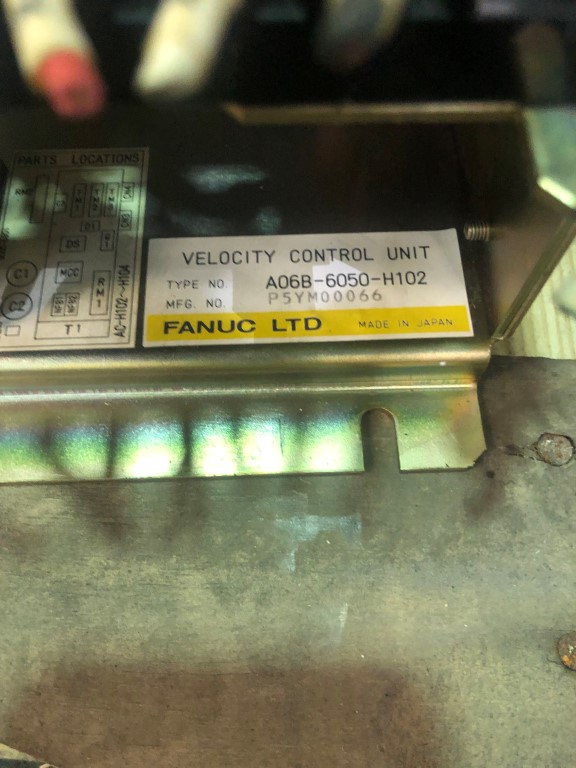 PARTS LOCATIONS
DS
MCC
C1
C2
T1
AC-H102~H104
VELOCITY CONTROL UNIT
TYPE NO. A06B-6050-H102
MFG. NO. P5YM00066
FANUC LTD MADE IN JAPAN